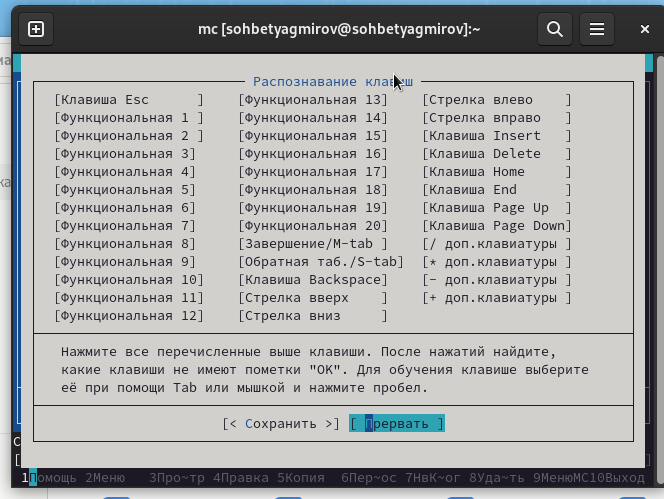 mc [sohbetyagmirov@sohbetyagmirov]:~
Распознавание клавиш
[Клавиша Esc ] [Функциональная 13] [Стрелка влево ]
[Функциональная 1 ] [Функциональная 14] [Стрелка вправо ]
[Функциональная 2 ] [Функциональная 15] [Клавиша Insert ]
[Функциональная 3] [Функциональная 16] [Клавиша Delete ]
[Функциональная 4] [Функциональная 17] [Клавиша Home ]
[Функциональная 5] [Функциональная 18] [Клавиша End ]
[Функциональная 6] [Функциональная 19] [Клавиша Page Up ]
[Функциональная 7] [Функциональная 20] [Клавиша Page Down]
[Функциональная 8] [Завершение/M-tab ] [/ доп.клавиатуры ]
[Функциональная 9] [Обратная таб./S-tab] [* доп.клавиатуры ]
[Функциональная 10] [Клавиша Backspace] [- доп.клавиатуры ]
[Функциональная 11] [Стрелка вверх ] [+ доп.клавиатуры ]
[Функциональная 12] [Стрелка вниз ]
Нажмите все перечисленные выше клавиши. После нажатий найдите,
какие клавиши не имеют пометки "OK". Для обучения клавише выберите
её при помощи Tab или мышкой и нажмите пробел.
[< Сохранить >] [ Прервать ]
1Помощь 2Меню 3Про~тр 4Правка 5Копия 6Пер~ос 7НвК~ог 8Уда~ть 9МенюMC10Выход